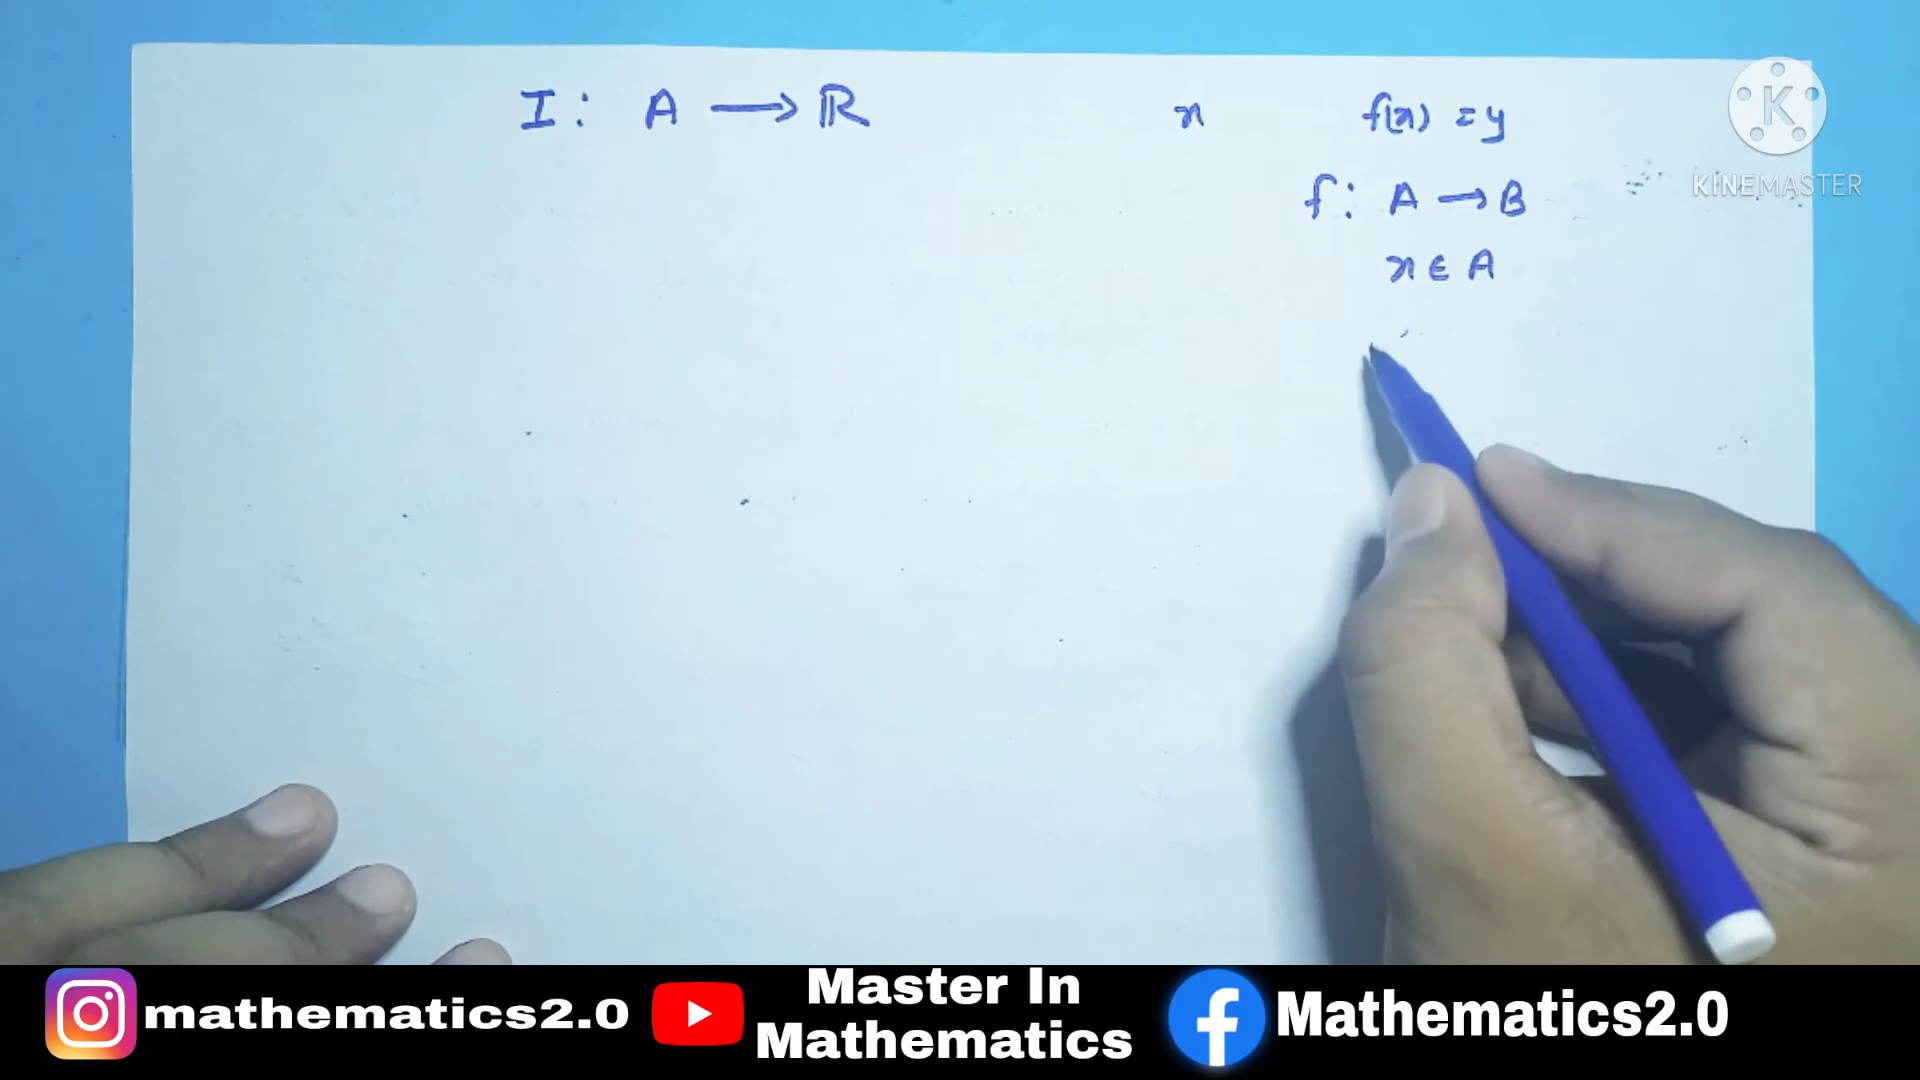 I: A ⟶ ℝ
x f(x) = y
f: A → B
x ∈ A
K
KINEMASTER
mathematics2.0
Master In
Mathematics
Mathematics2.0